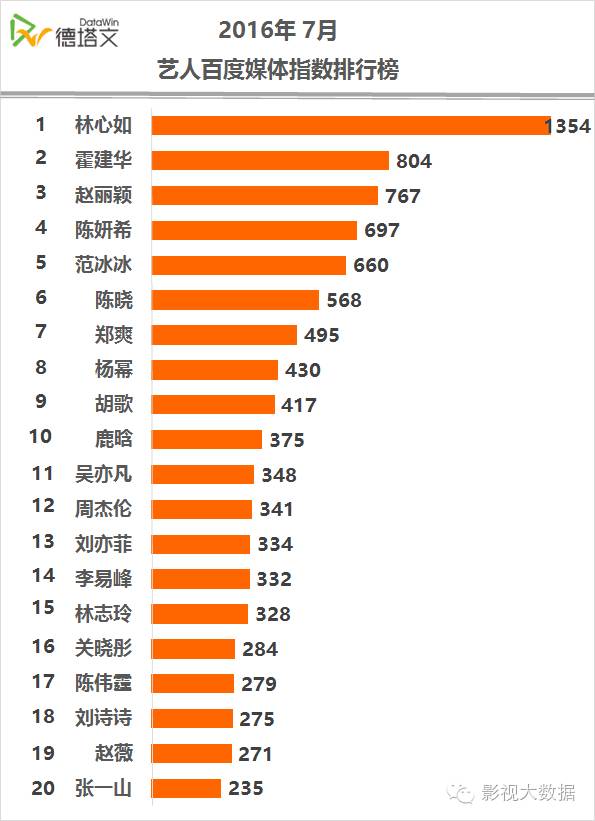 DataWin
德塔文
2016年 7月
艺人百度媒体指数排行榜
1 林心如 1354
2 霍建华 804
3 赵丽颖 767
4 陈妍希 697
5 范冰冰 660
6 陈晓 568
7 郑爽 495
8 杨幂 430
9 胡歌 417
10 鹿晗 375
11 吴亦凡 348
12 周杰伦 341
13 刘亦菲 334
14 李易峰 332
15 林志玲 328
16 关晓彤 284
17 陈伟霆 279
18 刘诗诗 275
19 赵薇 271
20 张一山 235
影视大数据